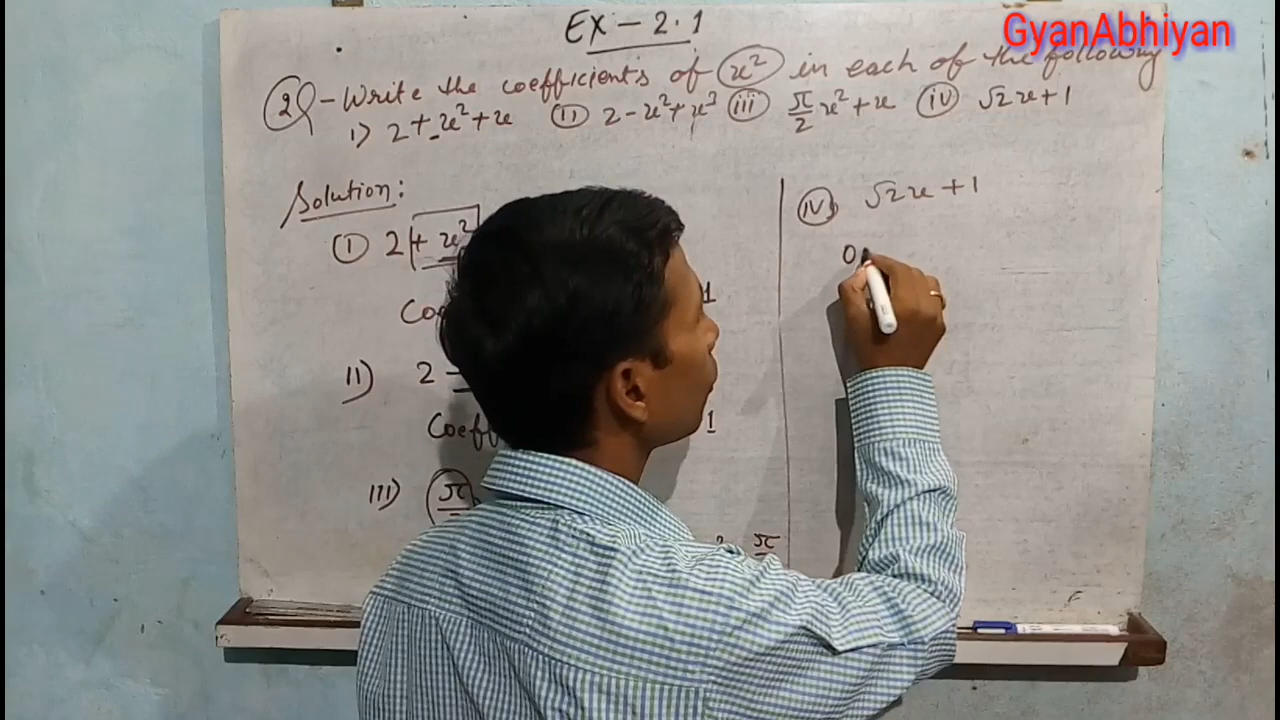 GyanAbhiyan
EX - 2.1
2Q - Write the coefficients of x² in each of the following
i) 2 + x² + x (ii) 2 - x² + x³ (iii) π/2 x² + x (iv) √2x + 1
Solution:
(i) 2 + x²
1
ii) 2 -
Coeff
1
iii) π
π
(iv) √2x + 1
0